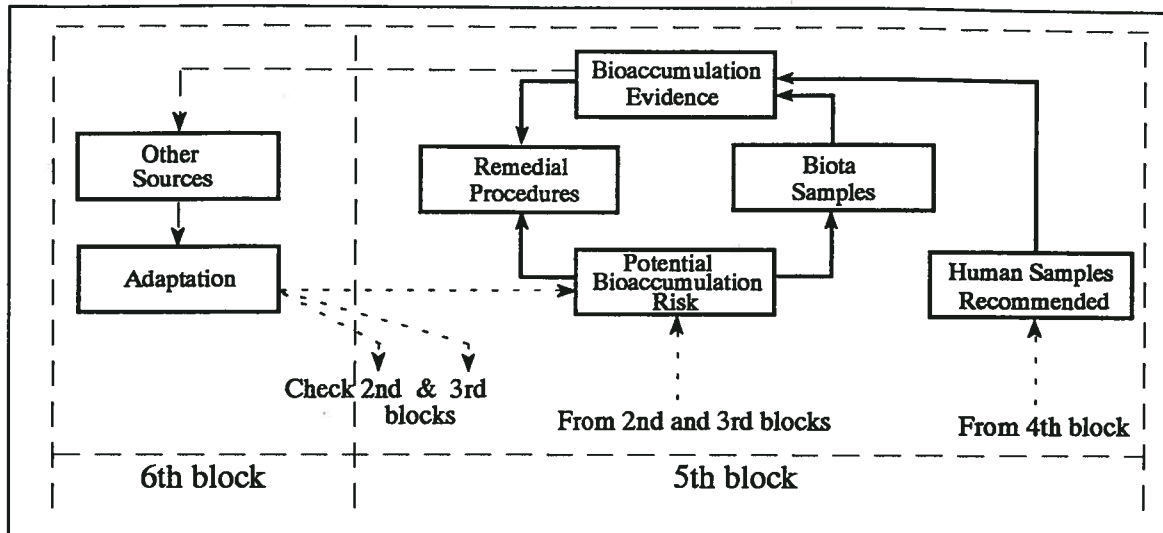 Bioaccumulation
Evidence
Other
Sources
Remedial
Procedures
Biota
Samples
Adaptation
Potential
Bioaccumulation
Risk
Human Samples
Recommended
Check 2nd & 3rd
blocks
From 2nd and 3rd blocks
From 4th block
6th block
5th block